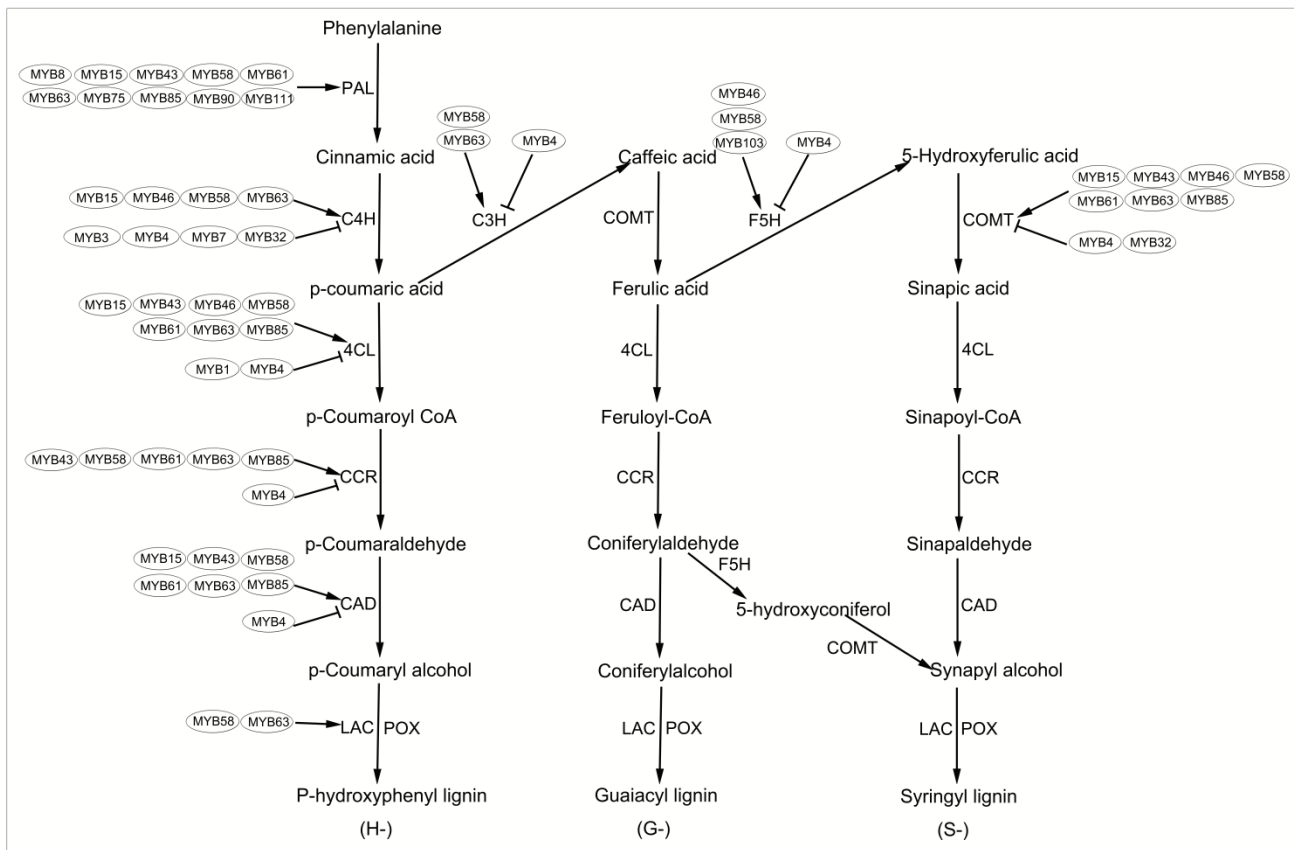 Phenylalanine
MYB8 MYB15 MYB43 MYB58 MYB61
MYB63 MYB75 MYB85 MYB90 MYB111
PAL
MYB58
MYB63
MYB4
MYB46
MYB58
MYB103
MYB4
Cinnamic acid
Caffeic acid
5-Hydroxyferulic acid
MYB15 MYB46 MYB58 MYB63
C4H
MYB3 MYB4 MYB7 MYB32
C3H
COMT
F5H
COMT
MYB15 MYB43 MYB46 MYB58
MYB61 MYB63 MYB85
MYB4 MYB32
p-coumaric acid
Ferulic acid
Sinapic acid
MYB15 MYB43 MYB46 MYB58
MYB61 MYB63 MYB85
4CL
MYB1 MYB4
4CL
4CL
p-Coumaroyl CoA
Feruloyl-CoA
Sinapoyl-CoA
MYB43 MYB58 MYB61 MYB63 MYB85
CCR
MYB4
CCR
CCR
p-Coumaraldehyde
Coniferylaldehyde
Sinapaldehyde
MYB15 MYB43 MYB58
MYB61 MYB63 MYB85
CAD
MYB4
CAD
F5H
5-hydroxyconiferol
COMT
CAD
p-Coumaryl alcohol
Coniferylalcohol
Synapyl alcohol
MYB58 MYB63
LAC POX
LAC POX
LAC POX
P-hydroxyphenyl lignin
Guaiacyl lignin
Syringyl lignin
(H-)
(G-)
(S-)